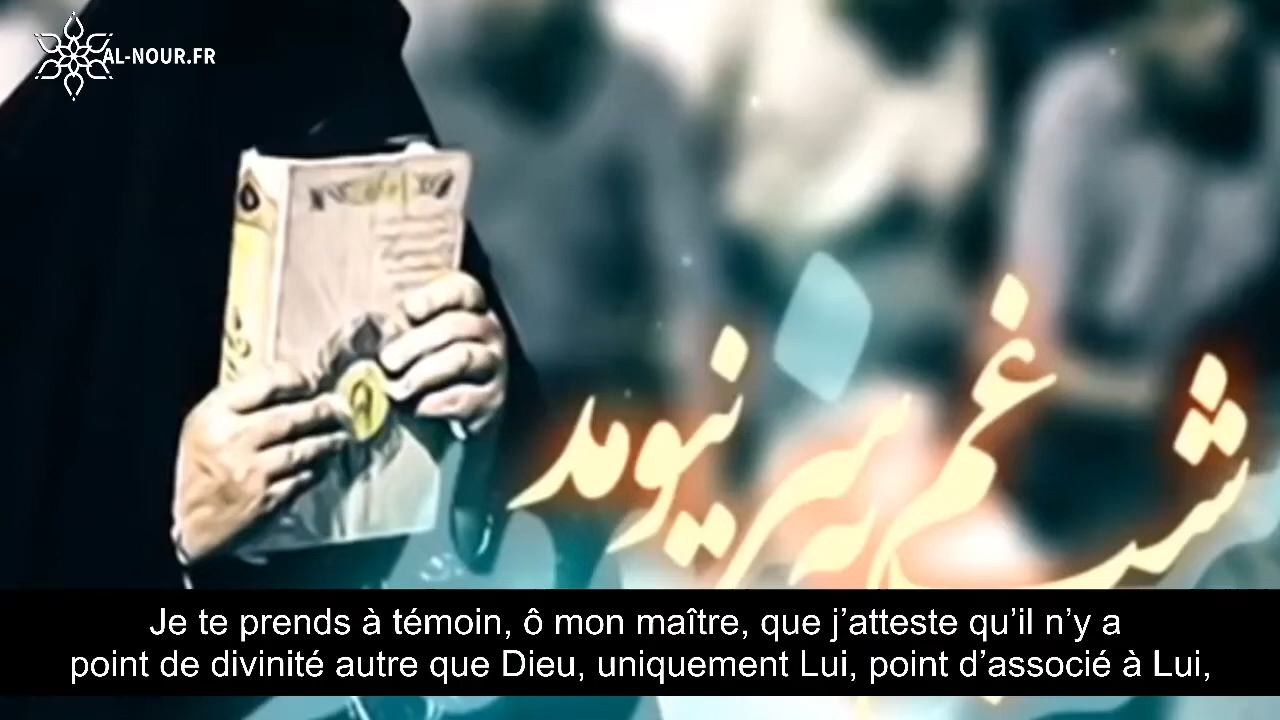 AL-NOUR.FR
شب غم به سر نیومد
Je te prends à témoin, ô mon maître, que j’atteste qu’il n’y a
point de divinité autre que Dieu, uniquement Lui, point d’associé à Lui,